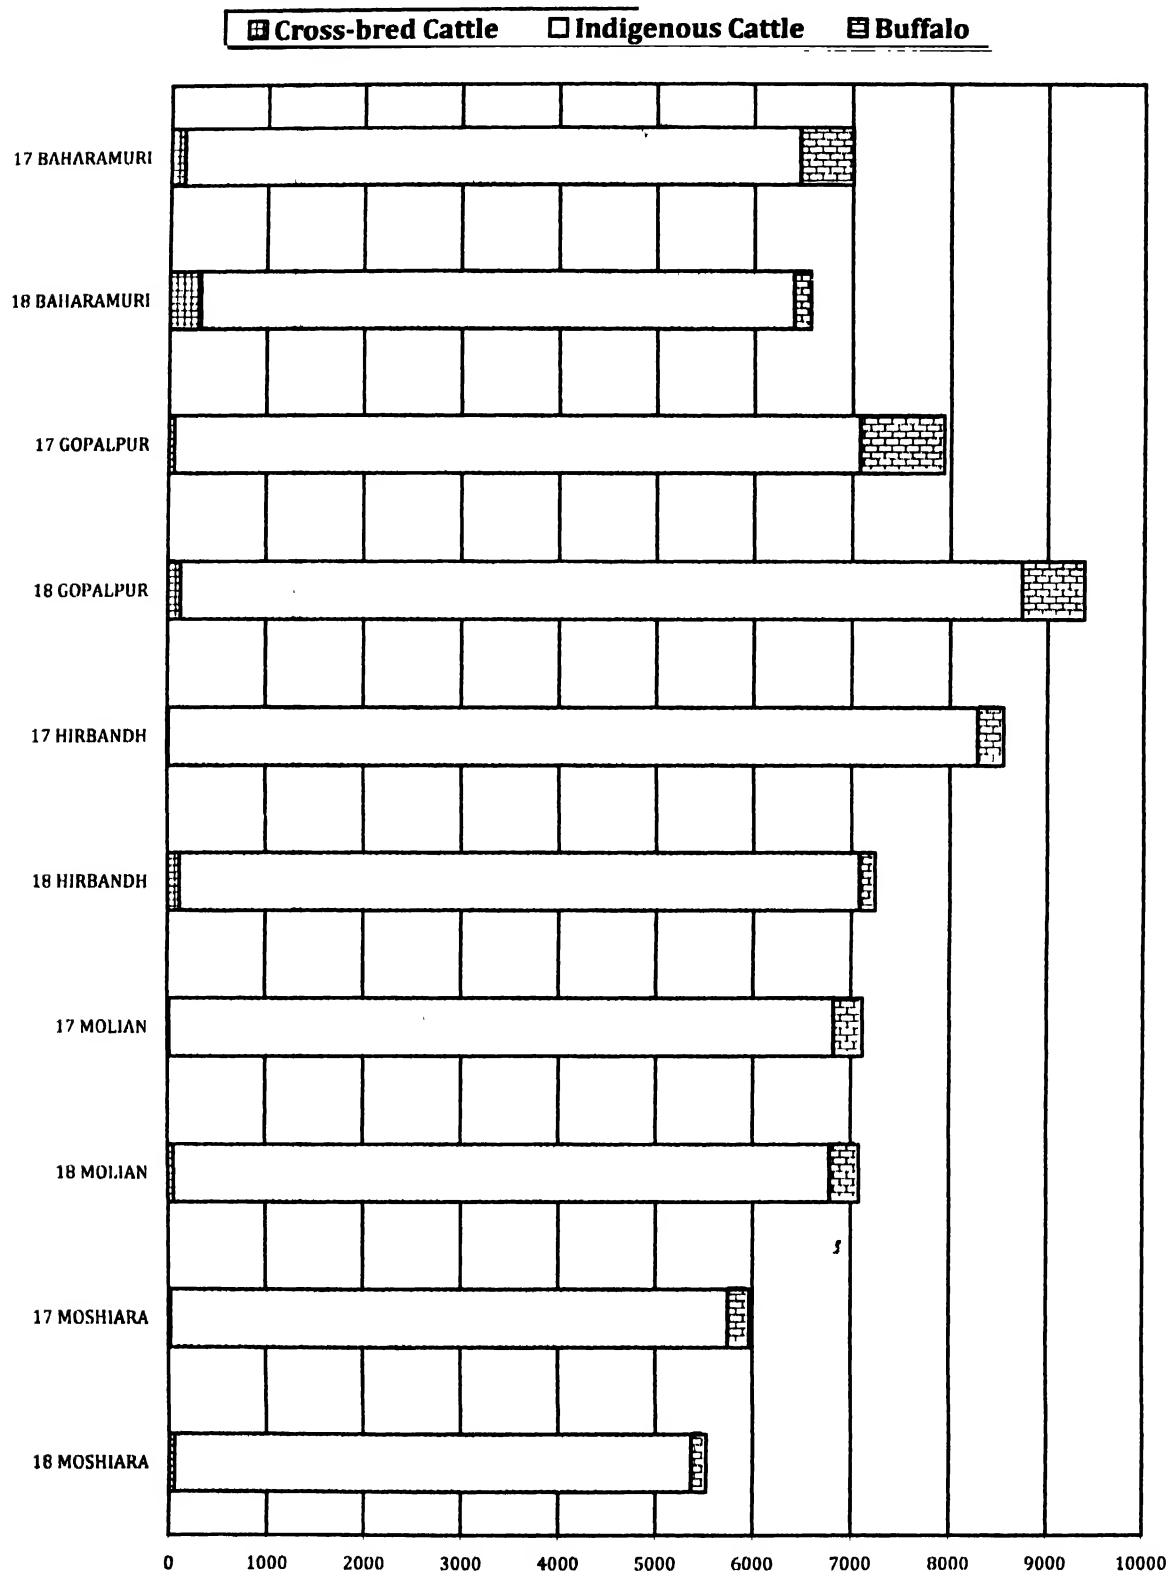 Cross-bred Cattle Indigenous Cattle Buffalo
17 BAHARAMURI
18 BAHARAMURI
17 GOPALPUR
18 GOPALPUR
17 HIRBANDH
18 HIRBANDH
17 MOLIAN
18 MOLIAN
17 MOSHIARA
18 MOSHIARA
0 1000 2000 3000 4000 5000 6000 7000 8000 9000 10000